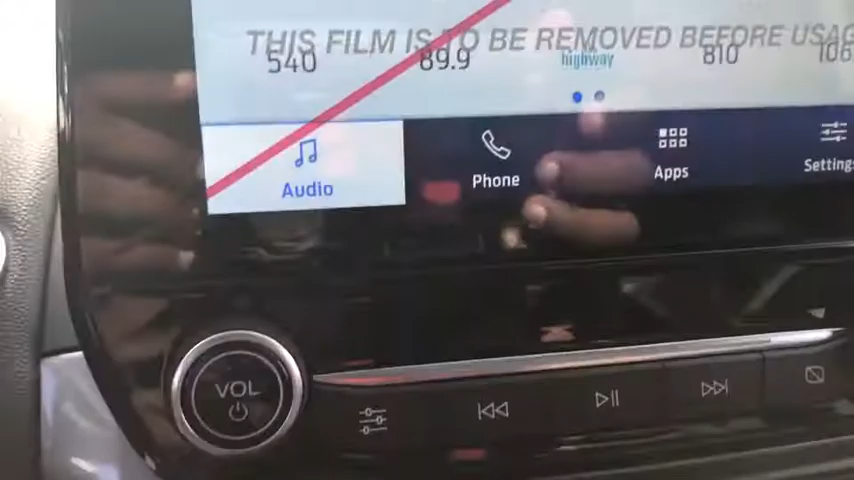 THIS FILM IS TO BE REMOVED BEFORE USAG
540 89.9 highway 810 106
Audio Phone Apps Settings
VOL